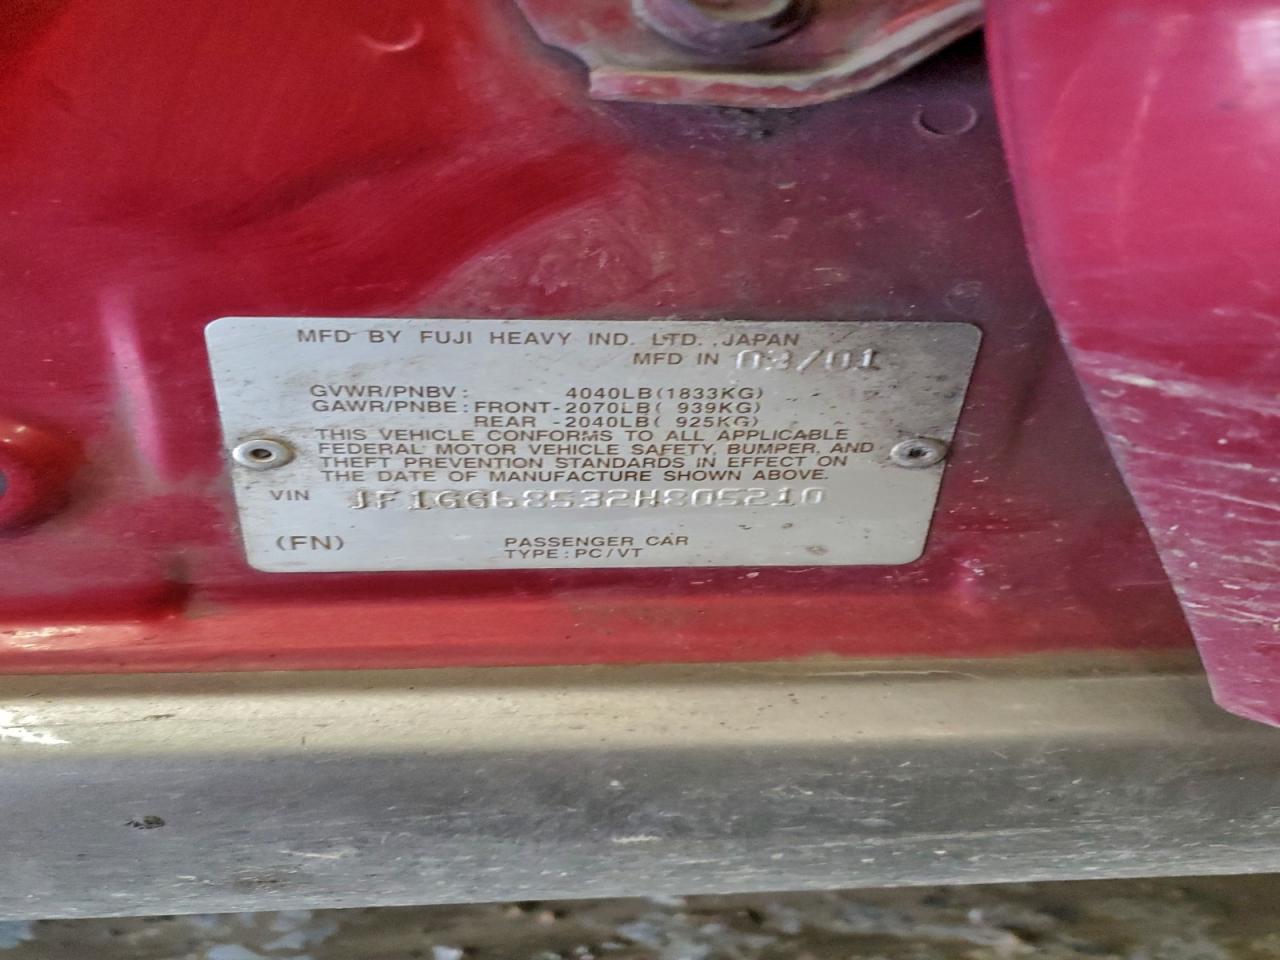 MFD BY FUJI HEAVY IND. LTD. JAPAN
MFD IN 03/01
GVWR/PNBV: 4040LB(1833KG)
GAWR/PNBE: FRONT-2070LB( 939KG)
REAR -2040LB( 925KG)
THIS VEHICLE CONFORMS TO ALL APPLICABLE
FEDERAL MOTOR VEHICLE SAFETY, BUMPER, AND
THEFT PREVENTION STANDARDS IN EFFECT ON
THE DATE OF MANUFACTURE SHOWN ABOVE.
VIN JF1GG68532H805210
(FN) PASSENGER CAR
TYPE: PC/VT